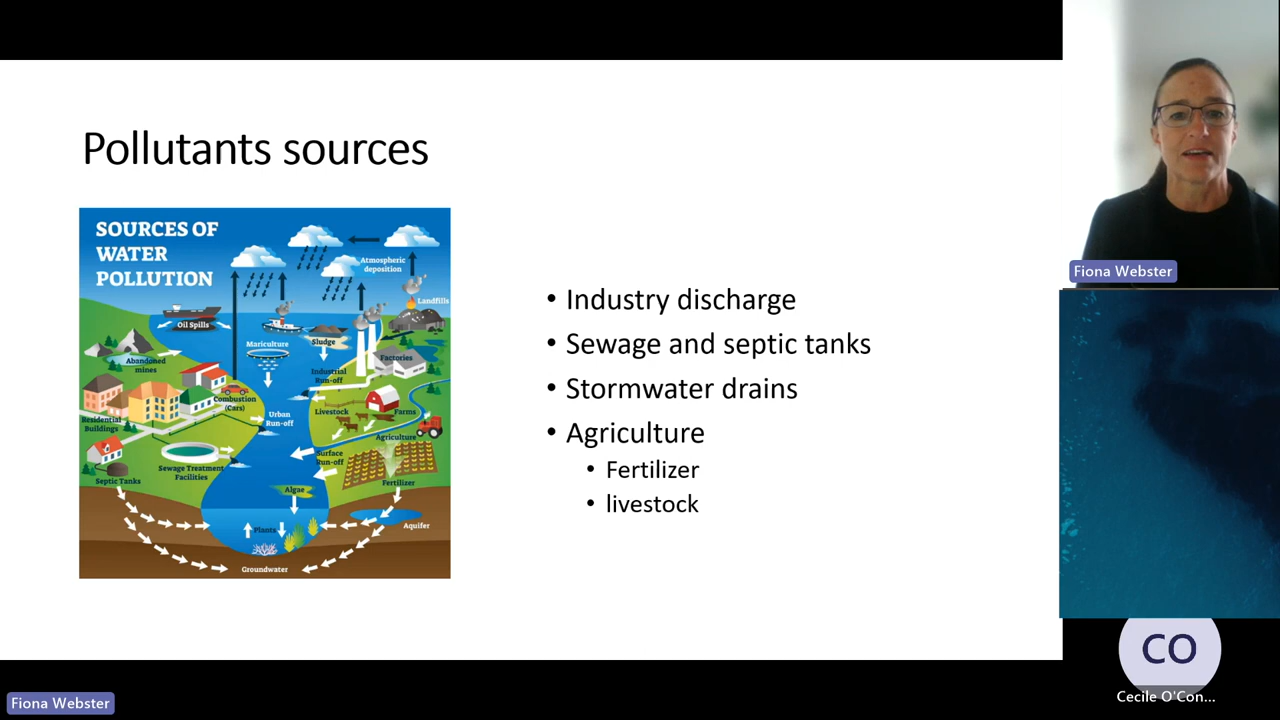 Pollutants sources
SOURCES OF
WATER
POLLUTION
Atmospheric
deposition
Landfills
Oil Spills
Mariculture
Sludge
Factories
Abandoned
mines
Industrial
Run-off
Combustion
(Cars)
Livestock
Farms
Urban
Run-off
Residential
Buildings
Agriculture
Surface
Run-off
Sewage Treatment
Facilities
Septic Tanks
Fertilizer
Algae
Plants
Aquifer
Groundwater
• Industry discharge
• Sewage and septic tanks
• Stormwater drains
• Agriculture
• Fertilizer
• livestock
Fiona Webster
CO
Cecile O'Con...
Fiona Webster